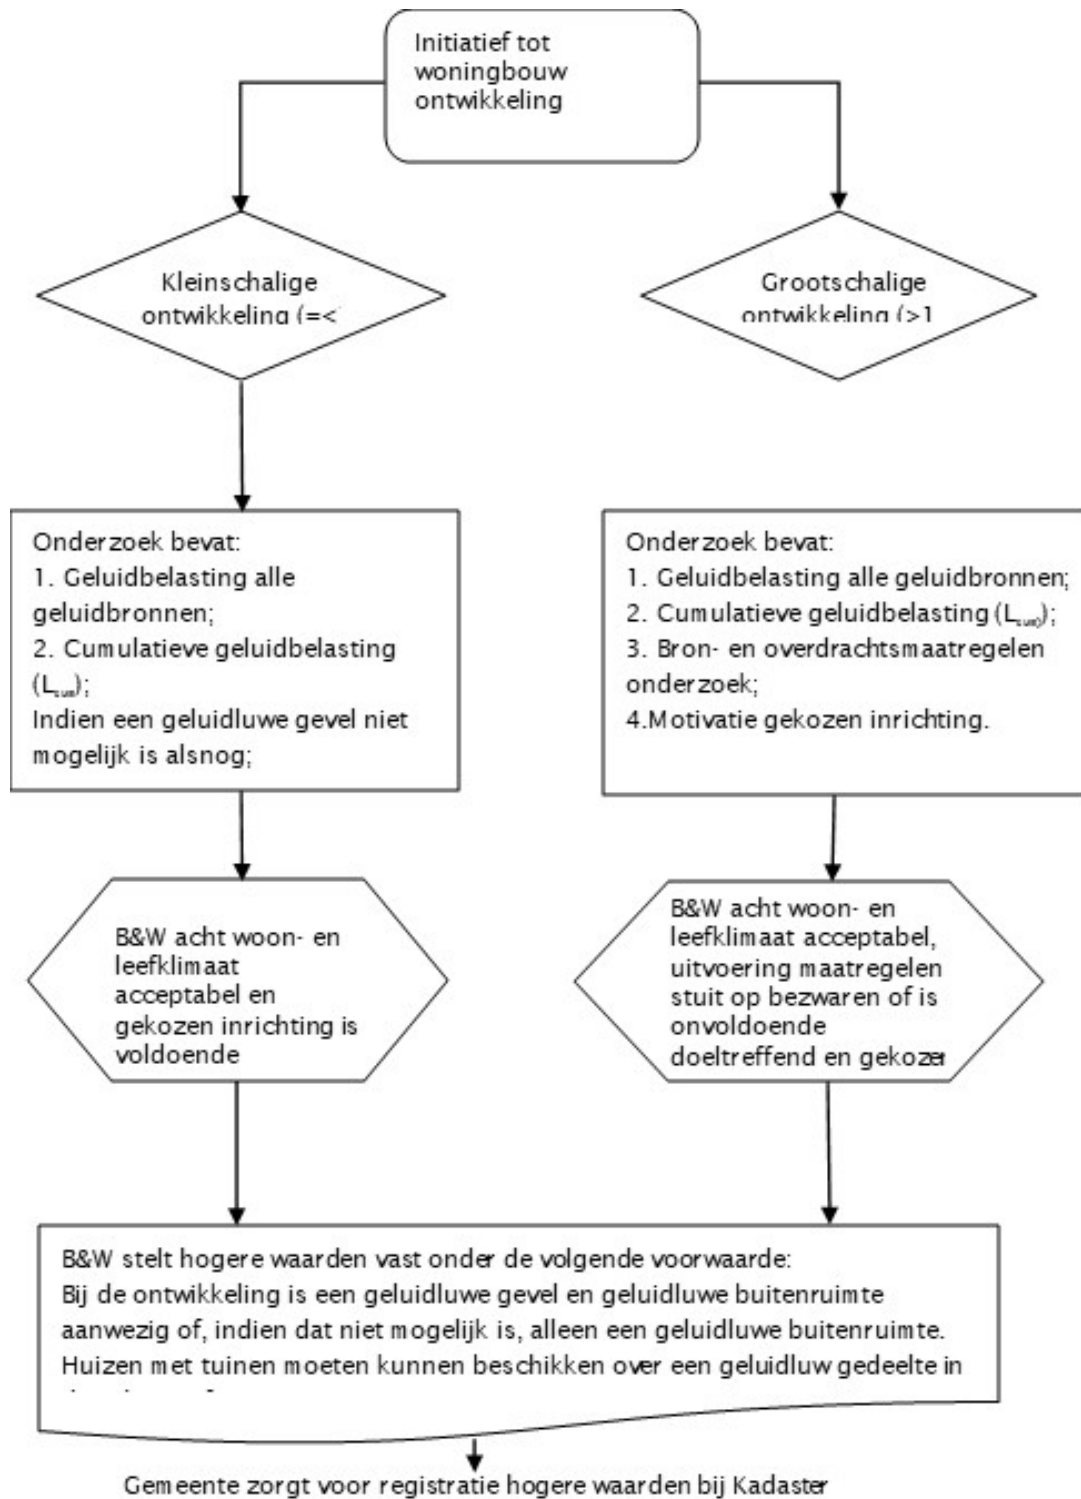 Initiatief tot
woningbouw
ontwikkeling
Kleinschalige
ontwikkeling (=<
Grootschalige
ontwikkeling (>1
Onderzoek bevat:
1. Geluidbelasting alle
geluidbronnen;
2. Cumulatieve geluidbelasting
(Lcum);
Indien een geluidluwe gevel niet
mogelijk is alsnog;
Onderzoek bevat:
1. Geluidbelasting alle geluidbronnen;
2. Cumulatieve geluidbelasting (Lcum);
3. Bron- en overdrachtsmaatregelen
onderzoek;
4.Motivatie gekozen inrichting.
B&W acht woon- en
leefklimaat
acceptabel en
gekozen inrichting is
voldoende
B&W acht woon- en
leefklimaat acceptabel,
uitvoering maatregelen
stuit op bezwaren of is
onvoldoende
doeltreffend en gekozen
B&W stelt hogere waarden vast onder de volgende voorwaarde:
Bij de ontwikkeling is een geluidluwe gevel en geluidluwe buitenruimte
aanwezig of, indien dat niet mogelijk is, alleen een geluidluwe buitenruimte.
Huizen met tuinen moeten kunnen beschikken over een geluidluw gedeelte in
Gemeente zorgt voor registratie hogere waarden bij Kadaster